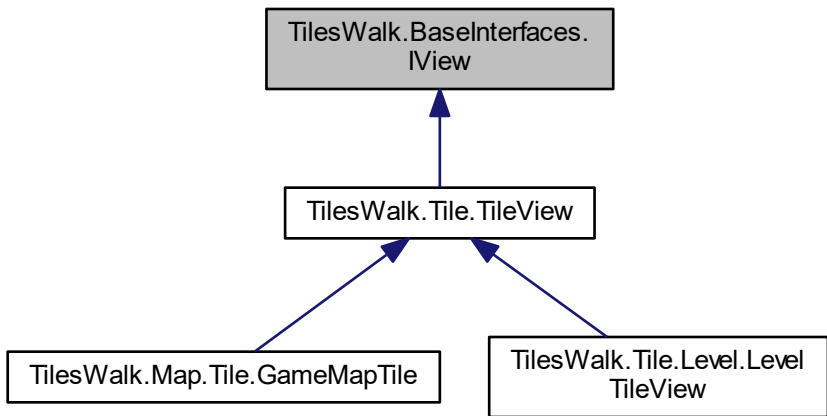 TilesWalk.BaseInterfaces.
IView
TilesWalk.Tile.TileView
TilesWalk.Map.Tile.GameMapTile
TilesWalk.Tile.Level.Level
TileView